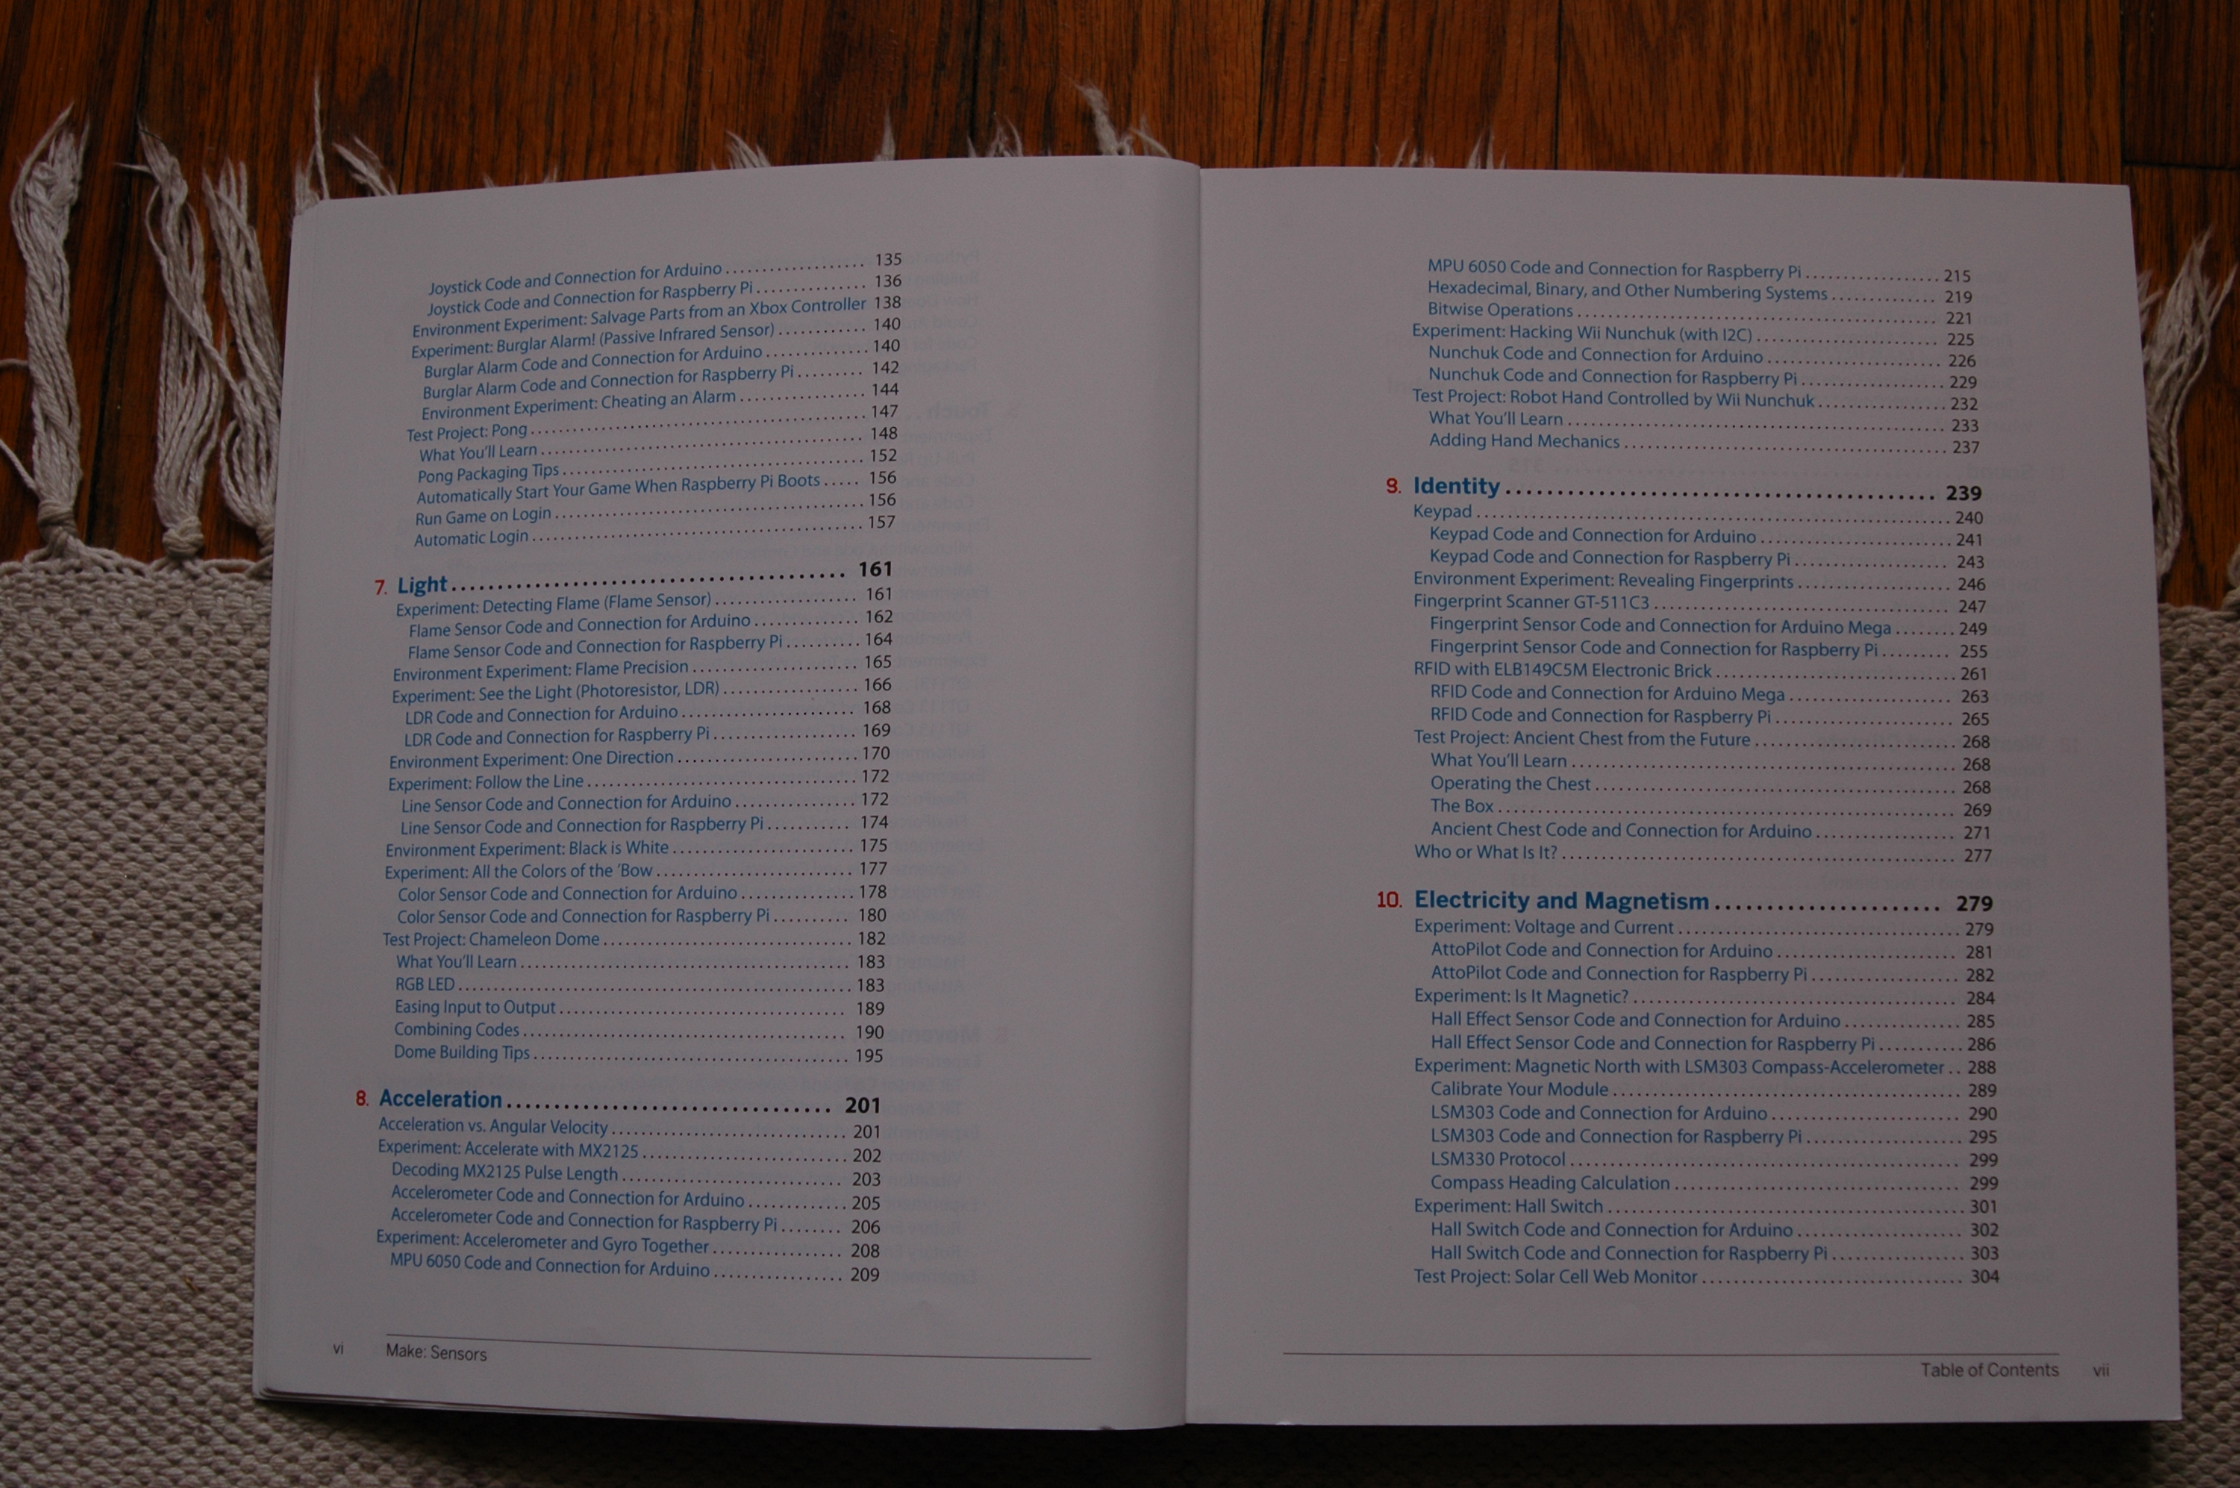 Joystick Code and Connection for Arduino .................. 135
Joystick Code and Connection for Raspberry Pi ............... 136
Environment Experiment: Salvage Parts from an Xbox Controller 138
Experiment: Burglar Alarm! (Passive Infrared Sensor) ............ 140
Burglar Alarm Code and Connection for Arduino .............. 140
Burglar Alarm Code and Connection for Raspberry Pi ......... 142
Environment Experiment: Cheating an Alarm ................. 144
Test Project: Pong .............................................. 147
What You'll Learn ............................................ 148
Pong Packaging Tips ......................................... 152
Automatically Start Your Game When Raspberry Pi Boots ..... 156
Run Game on Login .......................................... 156
Automatic Login ............................................. 157
7. Light ....................................... 161
Experiment: Detecting Flame (Flame Sensor) ................... 161
Flame Sensor Code and Connection for Arduino .............. 162
Flame Sensor Code and Connection for Raspberry Pi .......... 164
Environment Experiment: Flame Precision ...................... 165
Experiment: See the Light (Photoresistor, LDR) .................. 166
LDR Code and Connection for Arduino ....................... 168
LDR Code and Connection for Raspberry Pi ................... 169
Environment Experiment: One Direction ........................ 170
Experiment: Follow the Line .................................... 172
Line Sensor Code and Connection for Arduino ................ 172
Line Sensor Code and Connection for Raspberry Pi ........... 174
Environment Experiment: Black is White ......................... 175
Experiment: All the Colors of the 'Bow ........................... 177
Color Sensor Code and Connection for Arduino ............... 178
Color Sensor Code and Connection for Raspberry Pi .......... 180
Test Project: Chameleon Dome .................................. 182
What You'll Learn ............................................. 183
RGB LED ...................................................... 183
Easing Input to Output ....................................... 189
Combining Codes ............................................ 190
Dome Building Tips ........................................... 195
8. Acceleration ............................... 201
Acceleration vs. Angular Velocity ................................ 201
Experiment: Accelerate with MX2125 ............................ 202
Decoding MX2125 Pulse Length .............................. 203
Accelerometer Code and Connection for Arduino ............. 205
Accelerometer Code and Connection for Raspberry Pi ........ 206
Experiment: Accelerometer and Gyro Together .................. 208
MPU 6050 Code and Connection for Arduino .................. 209
vi Make: Sensors
MPU 6050 Code and Connection for Raspberry Pi .................. 215
Hexadecimal, Binary, and Other Numbering Systems .............. 219
Bitwise Operations ................................................ 221
Experiment: Hacking Wii Nunchuk (with I2C) ......................... 225
Nunchuk Code and Connection for Arduino ........................ 226
Nunchuk Code and Connection for Raspberry Pi ................... 229
Test Project: Robot Hand Controlled by Wii Nunchuk ................. 232
What You'll Learn ................................................... 233
Adding Hand Mechanics ............................................ 237
9. Identity .......................................... 239
Keypad ................................................................ 240
Keypad Code and Connection for Arduino ......................... 241
Keypad Code and Connection for Raspberry Pi .................... 243
Environment Experiment: Revealing Fingerprints .................... 246
Fingerprint Scanner GT-511C3 ........................................ 247
Fingerprint Sensor Code and Connection for Arduino Mega ........ 249
Fingerprint Sensor Code and Connection for Raspberry Pi ......... 255
RFID with ELB149C5M Electronic Brick ................................ 261
RFID Code and Connection for Arduino Mega ...................... 263
RFID Code and Connection for Raspberry Pi ........................ 265
Test Project: Ancient Chest from the Future ........................... 268
What You'll Learn ................................................... 268
Operating the Chest ................................................ 268
The Box ............................................................. 269
Ancient Chest Code and Connection for Arduino ................... 271
Who or What Is It? ...................................................... 277
10. Electricity and Magnetism ...................... 279
Experiment: Voltage and Current ...................................... 279
AttoPilot Code and Connection for Arduino ......................... 281
AttoPilot Code and Connection for Raspberry Pi .................... 282
Experiment: Is It Magnetic? ............................................. 284
Hall Effect Sensor Code and Connection for Arduino ................ 285
Hall Effect Sensor Code and Connection for Raspberry Pi ........... 286
Experiment: Magnetic North with LSM303 Compass-Accelerometer .. 288
Calibrate Your Module .............................................. 289
LSM303 Code and Connection for Arduino .......................... 290
LSM303 Code and Connection for Raspberry Pi ..................... 295
LSM330 Protocol .................................................... 299
Compass Heading Calculation ....................................... 299
Experiment: Hall Switch ................................................ 301
Hall Switch Code and Connection for Arduino ...................... 302
Hall Switch Code and Connection for Raspberry Pi ................. 303
Test Project: Solar Cell Web Monitor .................................... 304
Table of Contents vii